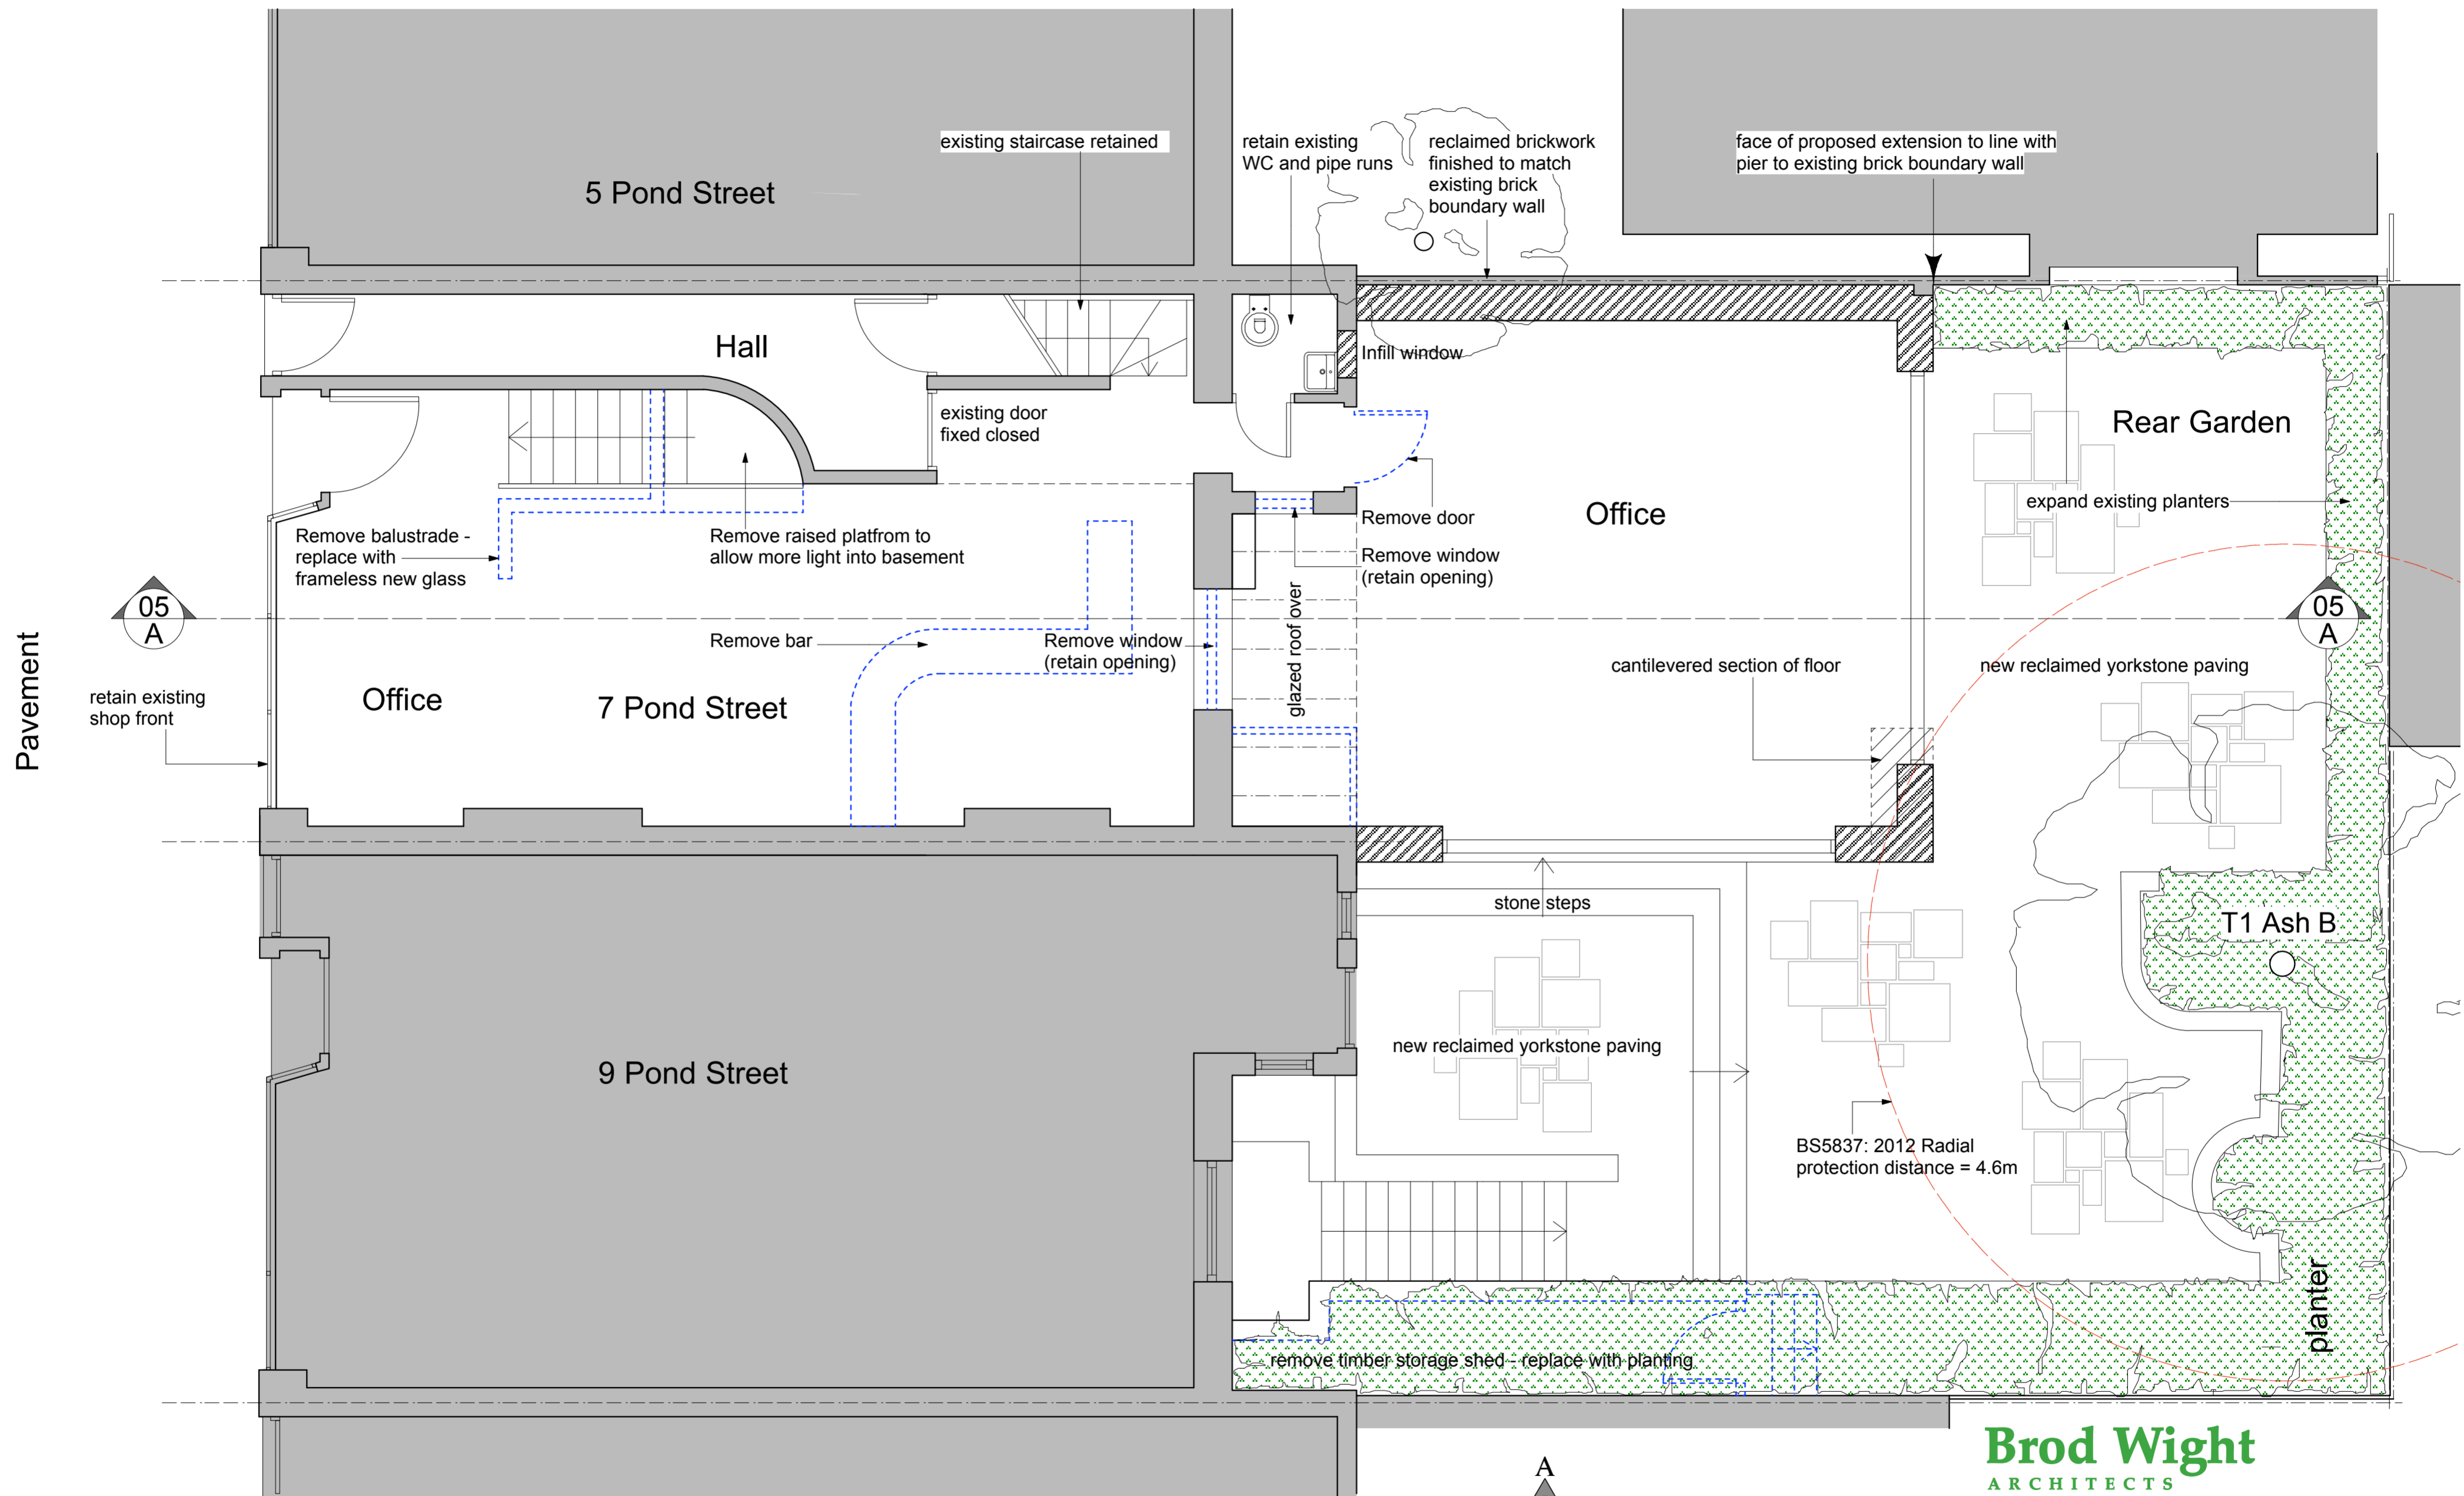 existing staircase retained
5 Pond Street
retain existing
WC and pipe runs
reclaimed brickwork
finished to match
existing brick
boundary wall
face of proposed extension to line with
pier to existing brick boundary wall
Hall
Infill window
existing door
fixed closed
Rear Garden
expand existing planters
Remove balustrade -
replace with
frameless new glass
Remove raised platfrom to
allow more light into basement
Remove door
Remove window
(retain opening)
Office
05
A
Pavement
Remove bar
Remove window
(retain opening)
glazed roof over
cantilevered section of floor
new reclaimed yorkstone paving
05
A
retain existing
shop front
Office
7 Pond Street
stone steps
T1 Ash B
9 Pond Street
new reclaimed yorkstone paving
BS5837: 2012 Radial
protection distance = 4.6m
planter
remove timber storage shed - replace with planting
A
Brod Wight
ARCHITECTS